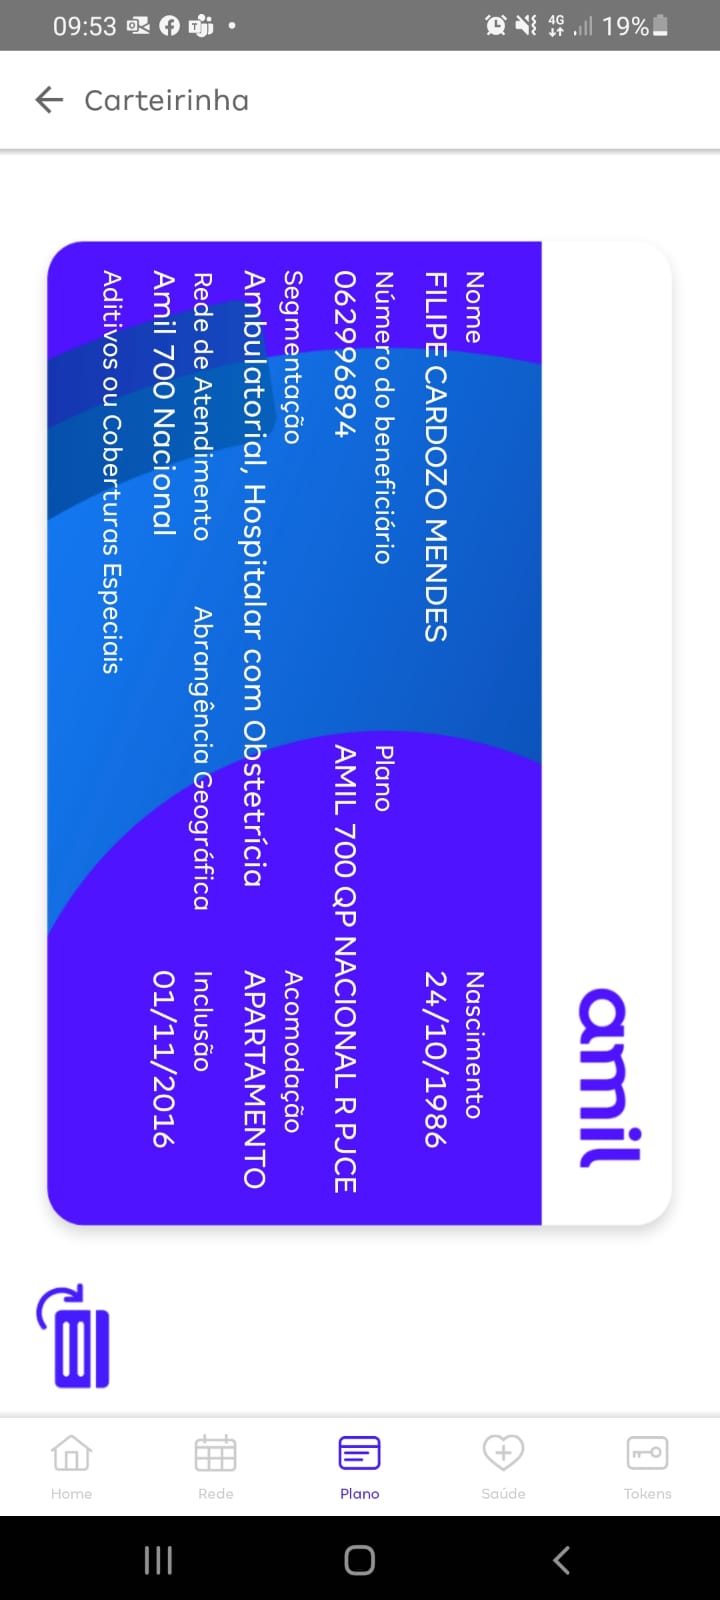 09:53
4G
19%
Carteirinha
amil
Nome
Nascimento
FILIPE CARDOZO MENDES
24/10/1986
Número do beneficiário
Plano
062996894
AMIL 700 QP NACIONAL R PJCE
Segmentação
Acomodação
Ambulatorial, Hospitalar com Obstetrícia
APARTAMENTO
Rede de Atendimento
Abrangência Geográfica
Inclusão
Amil 700 Nacional
01/11/2016
Aditivos ou Coberturas Especiais
Home
Rede
Plano
Saúde
Tokens